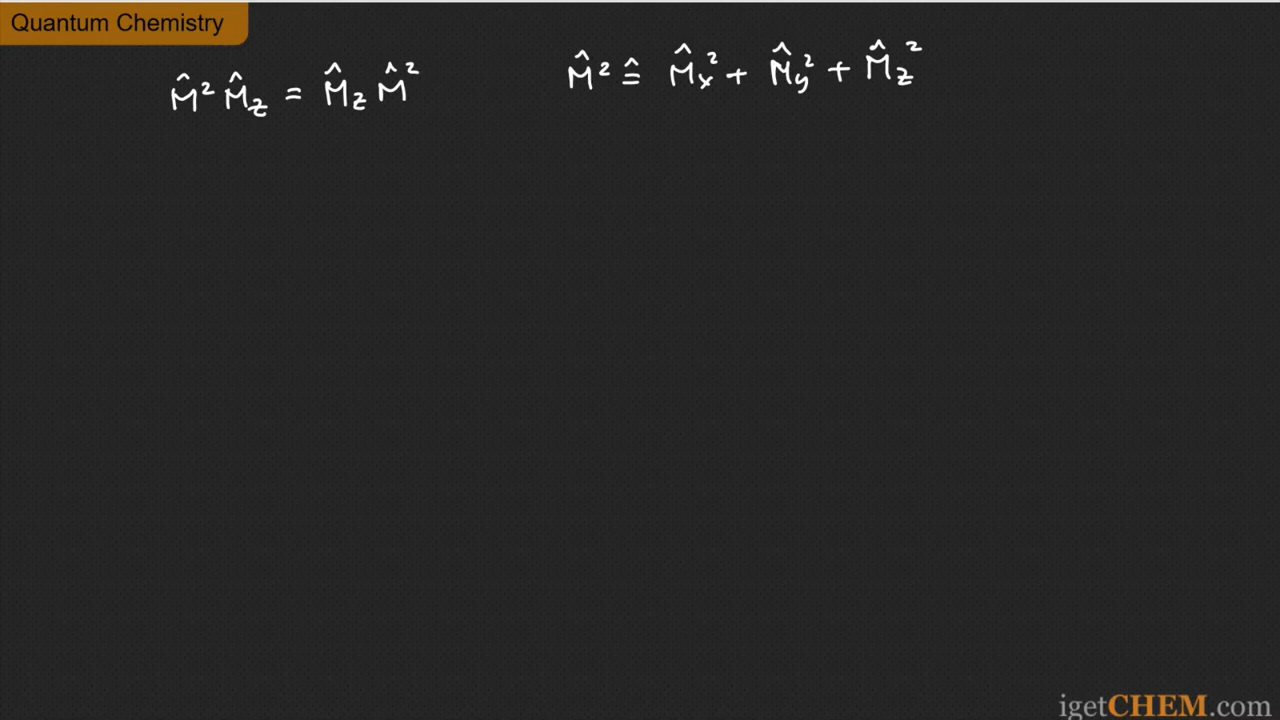 Quantum Chemistry
M̂² M̂z = M̂z M̂²
M̂² ≙ M̂x² + M̂y² + M̂z²
igetCHEM.com